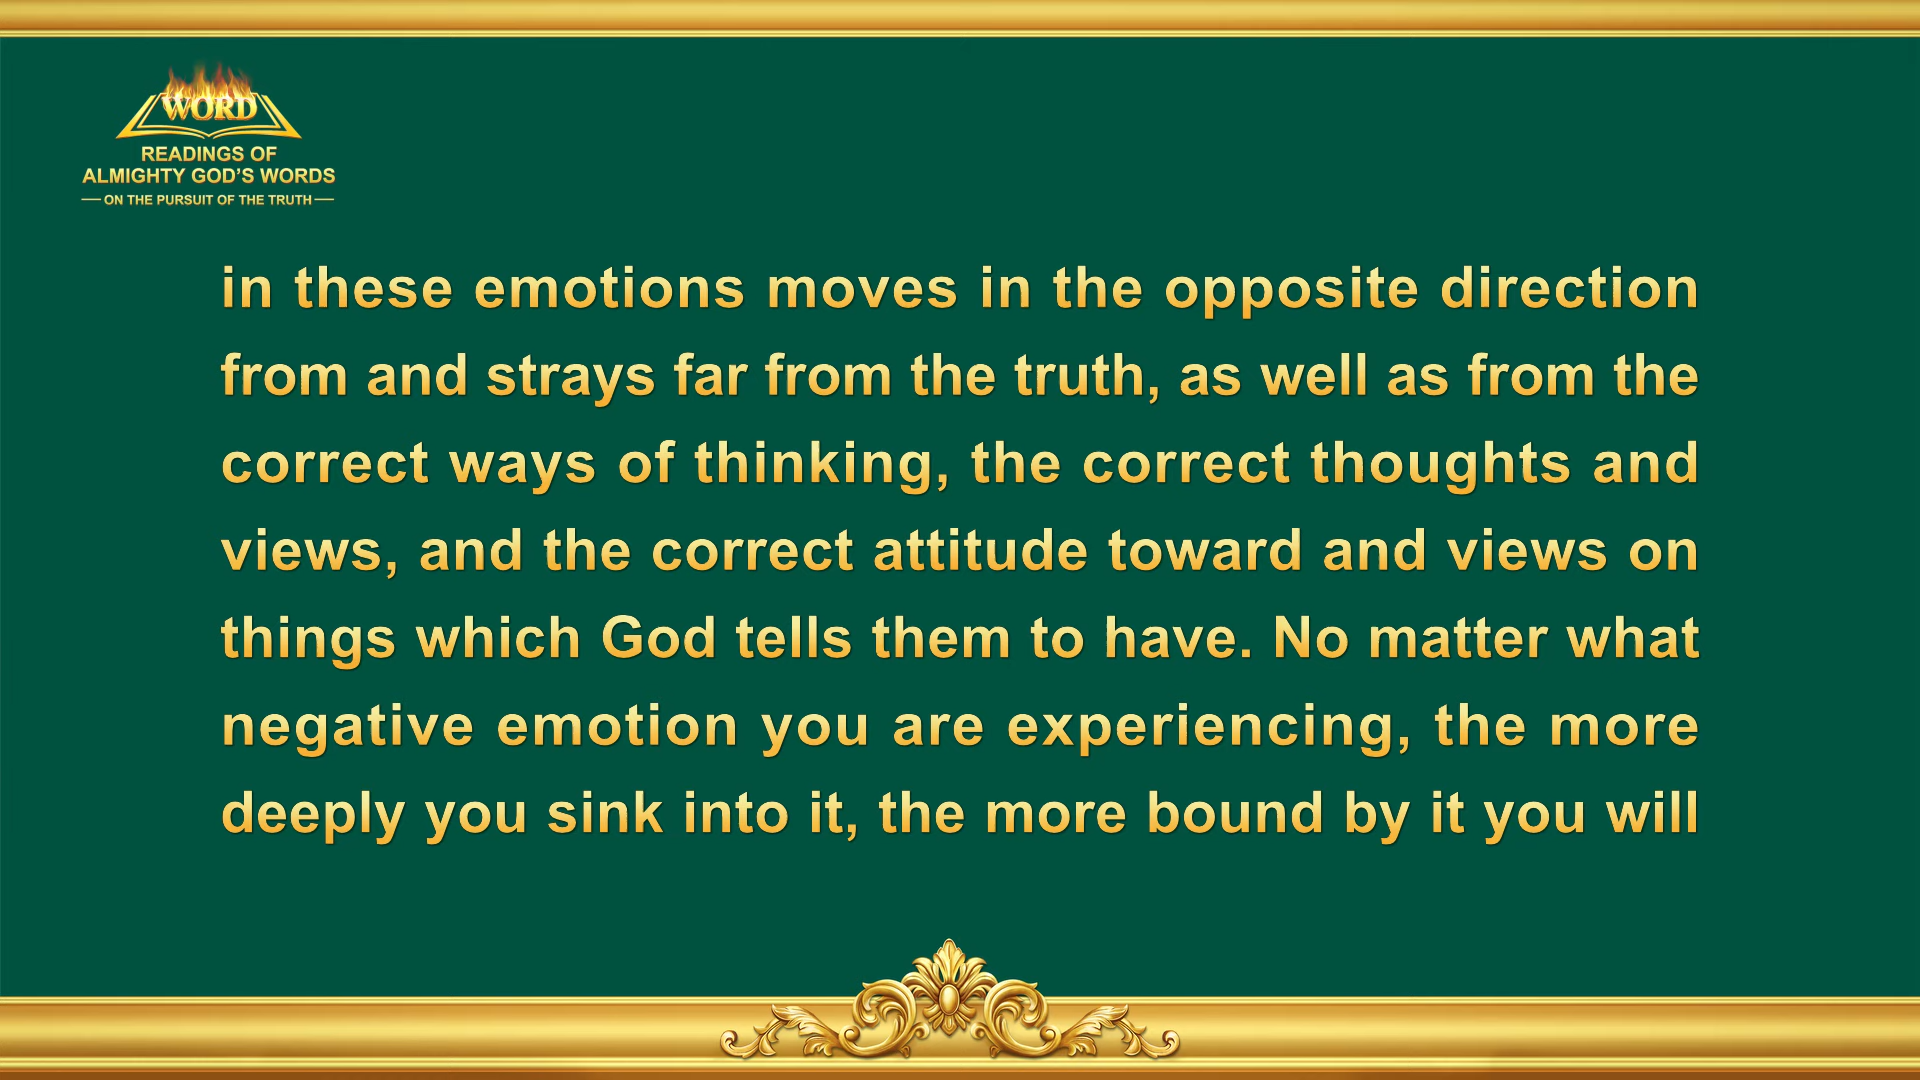 WORD
READINGS OF
ALMIGHTY GOD'S WORDS
ON THE PURSUIT OF THE TRUTH
in these emotions moves in the opposite direction
from and strays far from the truth, as well as from the
correct ways of thinking, the correct thoughts and
views, and the correct attitude toward and views on
things which God tells them to have. No matter what
negative emotion you are experiencing, the more
deeply you sink into it, the more bound by it you will